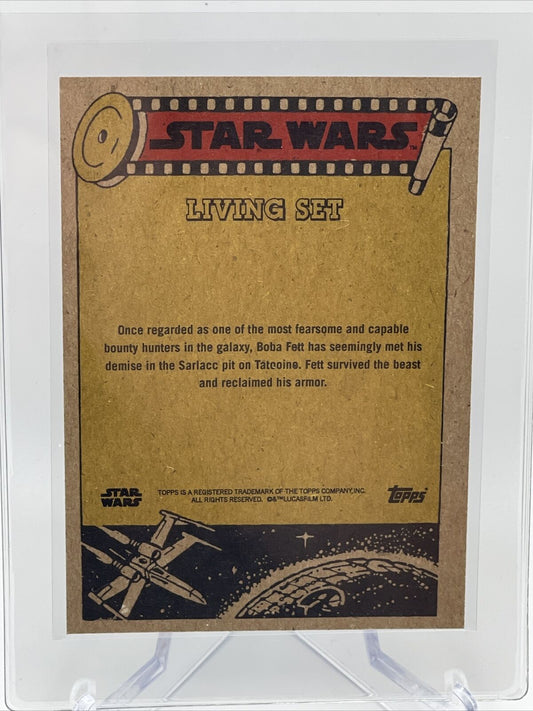 STAR WARS™
LIVING SET
Once regarded as one of the most fearsome and capable
bounty hunters in the galaxy, Boba Fett has seemingly met his
demise in the Sarlacc pit on Tatooine. Fett survived the beast
and reclaimed his armor.
STAR
WARS
TOPPS IS A REGISTERED TRADEMARK OF THE TOPPS COMPANY, INC.
ALL RIGHTS RESERVED. ©&™LUCASFILM LTD.
topps®